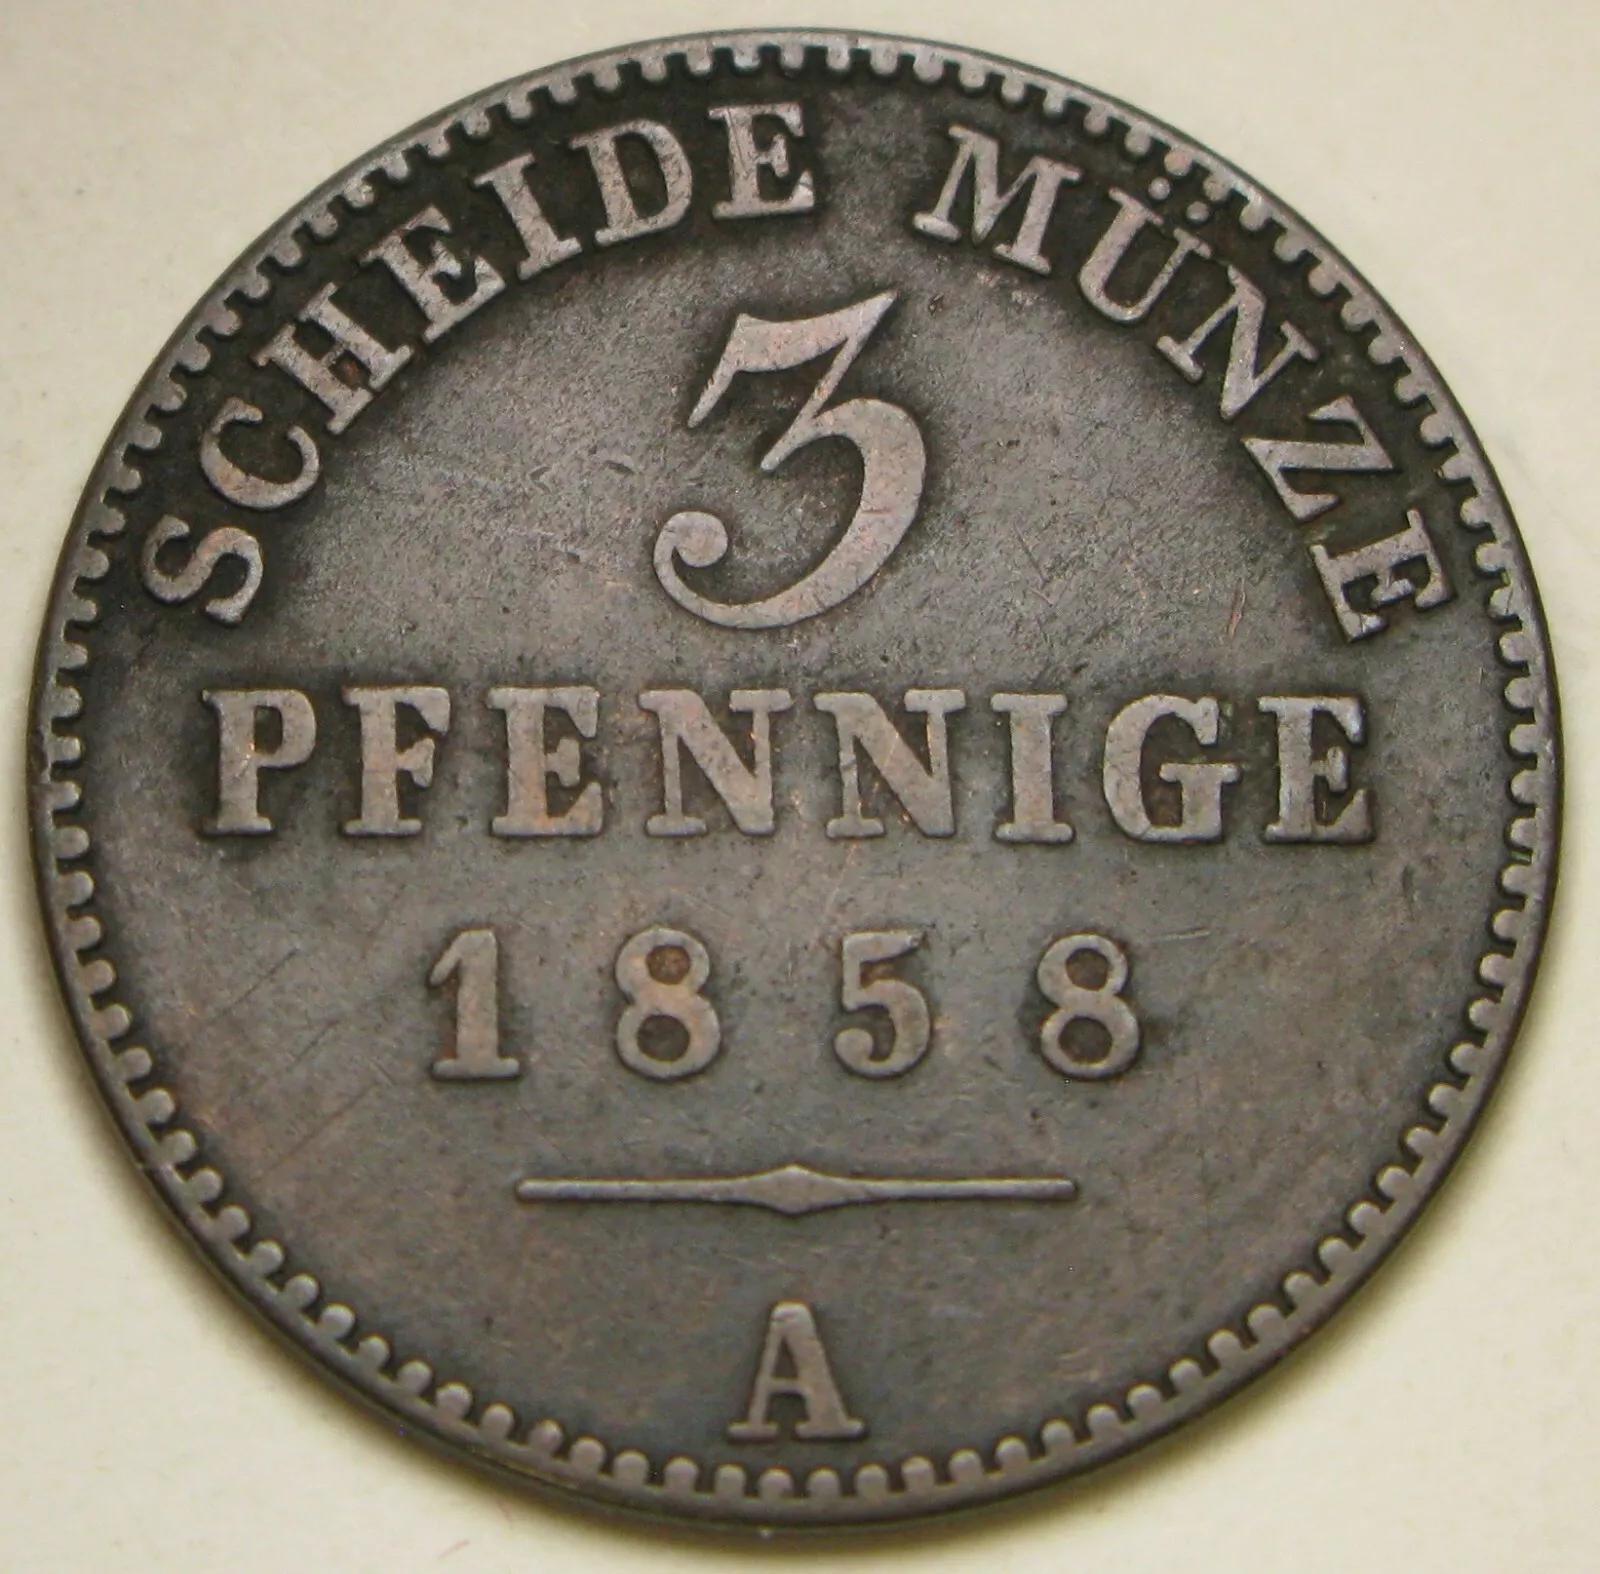 SCHEIDE MÜNZE
3
PFENNIGE
1858
A